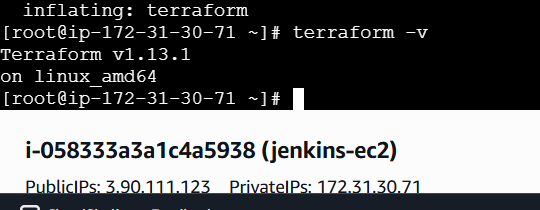 inflating: terraform
[root@ip-172-31-30-71 ~]# terraform -v
Terraform v1.13.1
on linux_amd64
[root@ip-172-31-30-71 ~]#
i-058333a3a1c4a5938 (jenkins-ec2)
PublicIPs: 3.90.111.123 PrivateIPs: 172.31.30.71